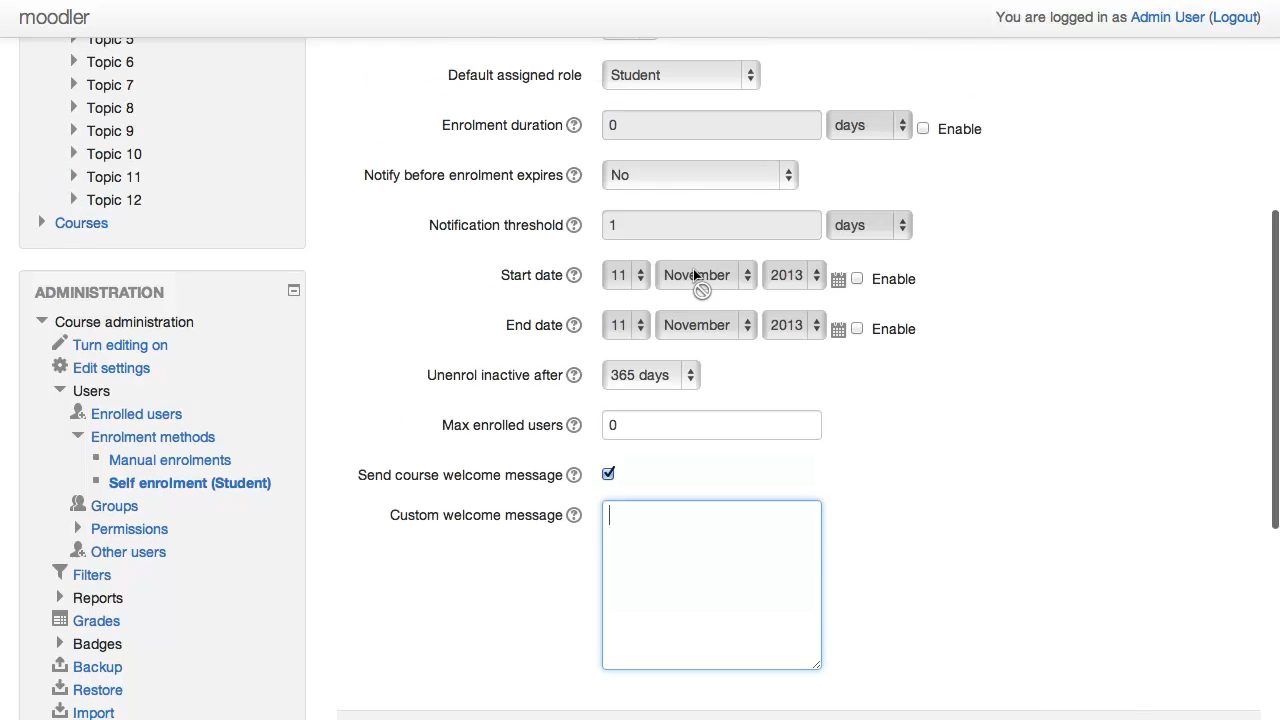 moodler
You are logged in as Admin User (Logout)
Topic 5
Topic 6
Topic 7
Topic 8
Topic 9
Topic 10
Topic 11
Topic 12
Courses
ADMINISTRATION
Course administration
Turn editing on
Edit settings
Users
Enrolled users
Enrolment methods
Manual enrolments
Self enrolment (Student)
Groups
Permissions
Other users
Filters
Reports
Grades
Badges
Backup
Restore
Import
Default assigned role Student
Enrolment duration 0 days Enable
Notify before enrolment expires No
Notification threshold 1 days
Start date 11 November 2013 Enable
End date 11 November 2013 Enable
Unenrol inactive after 365 days
Max enrolled users 0
Send course welcome message
Custom welcome message